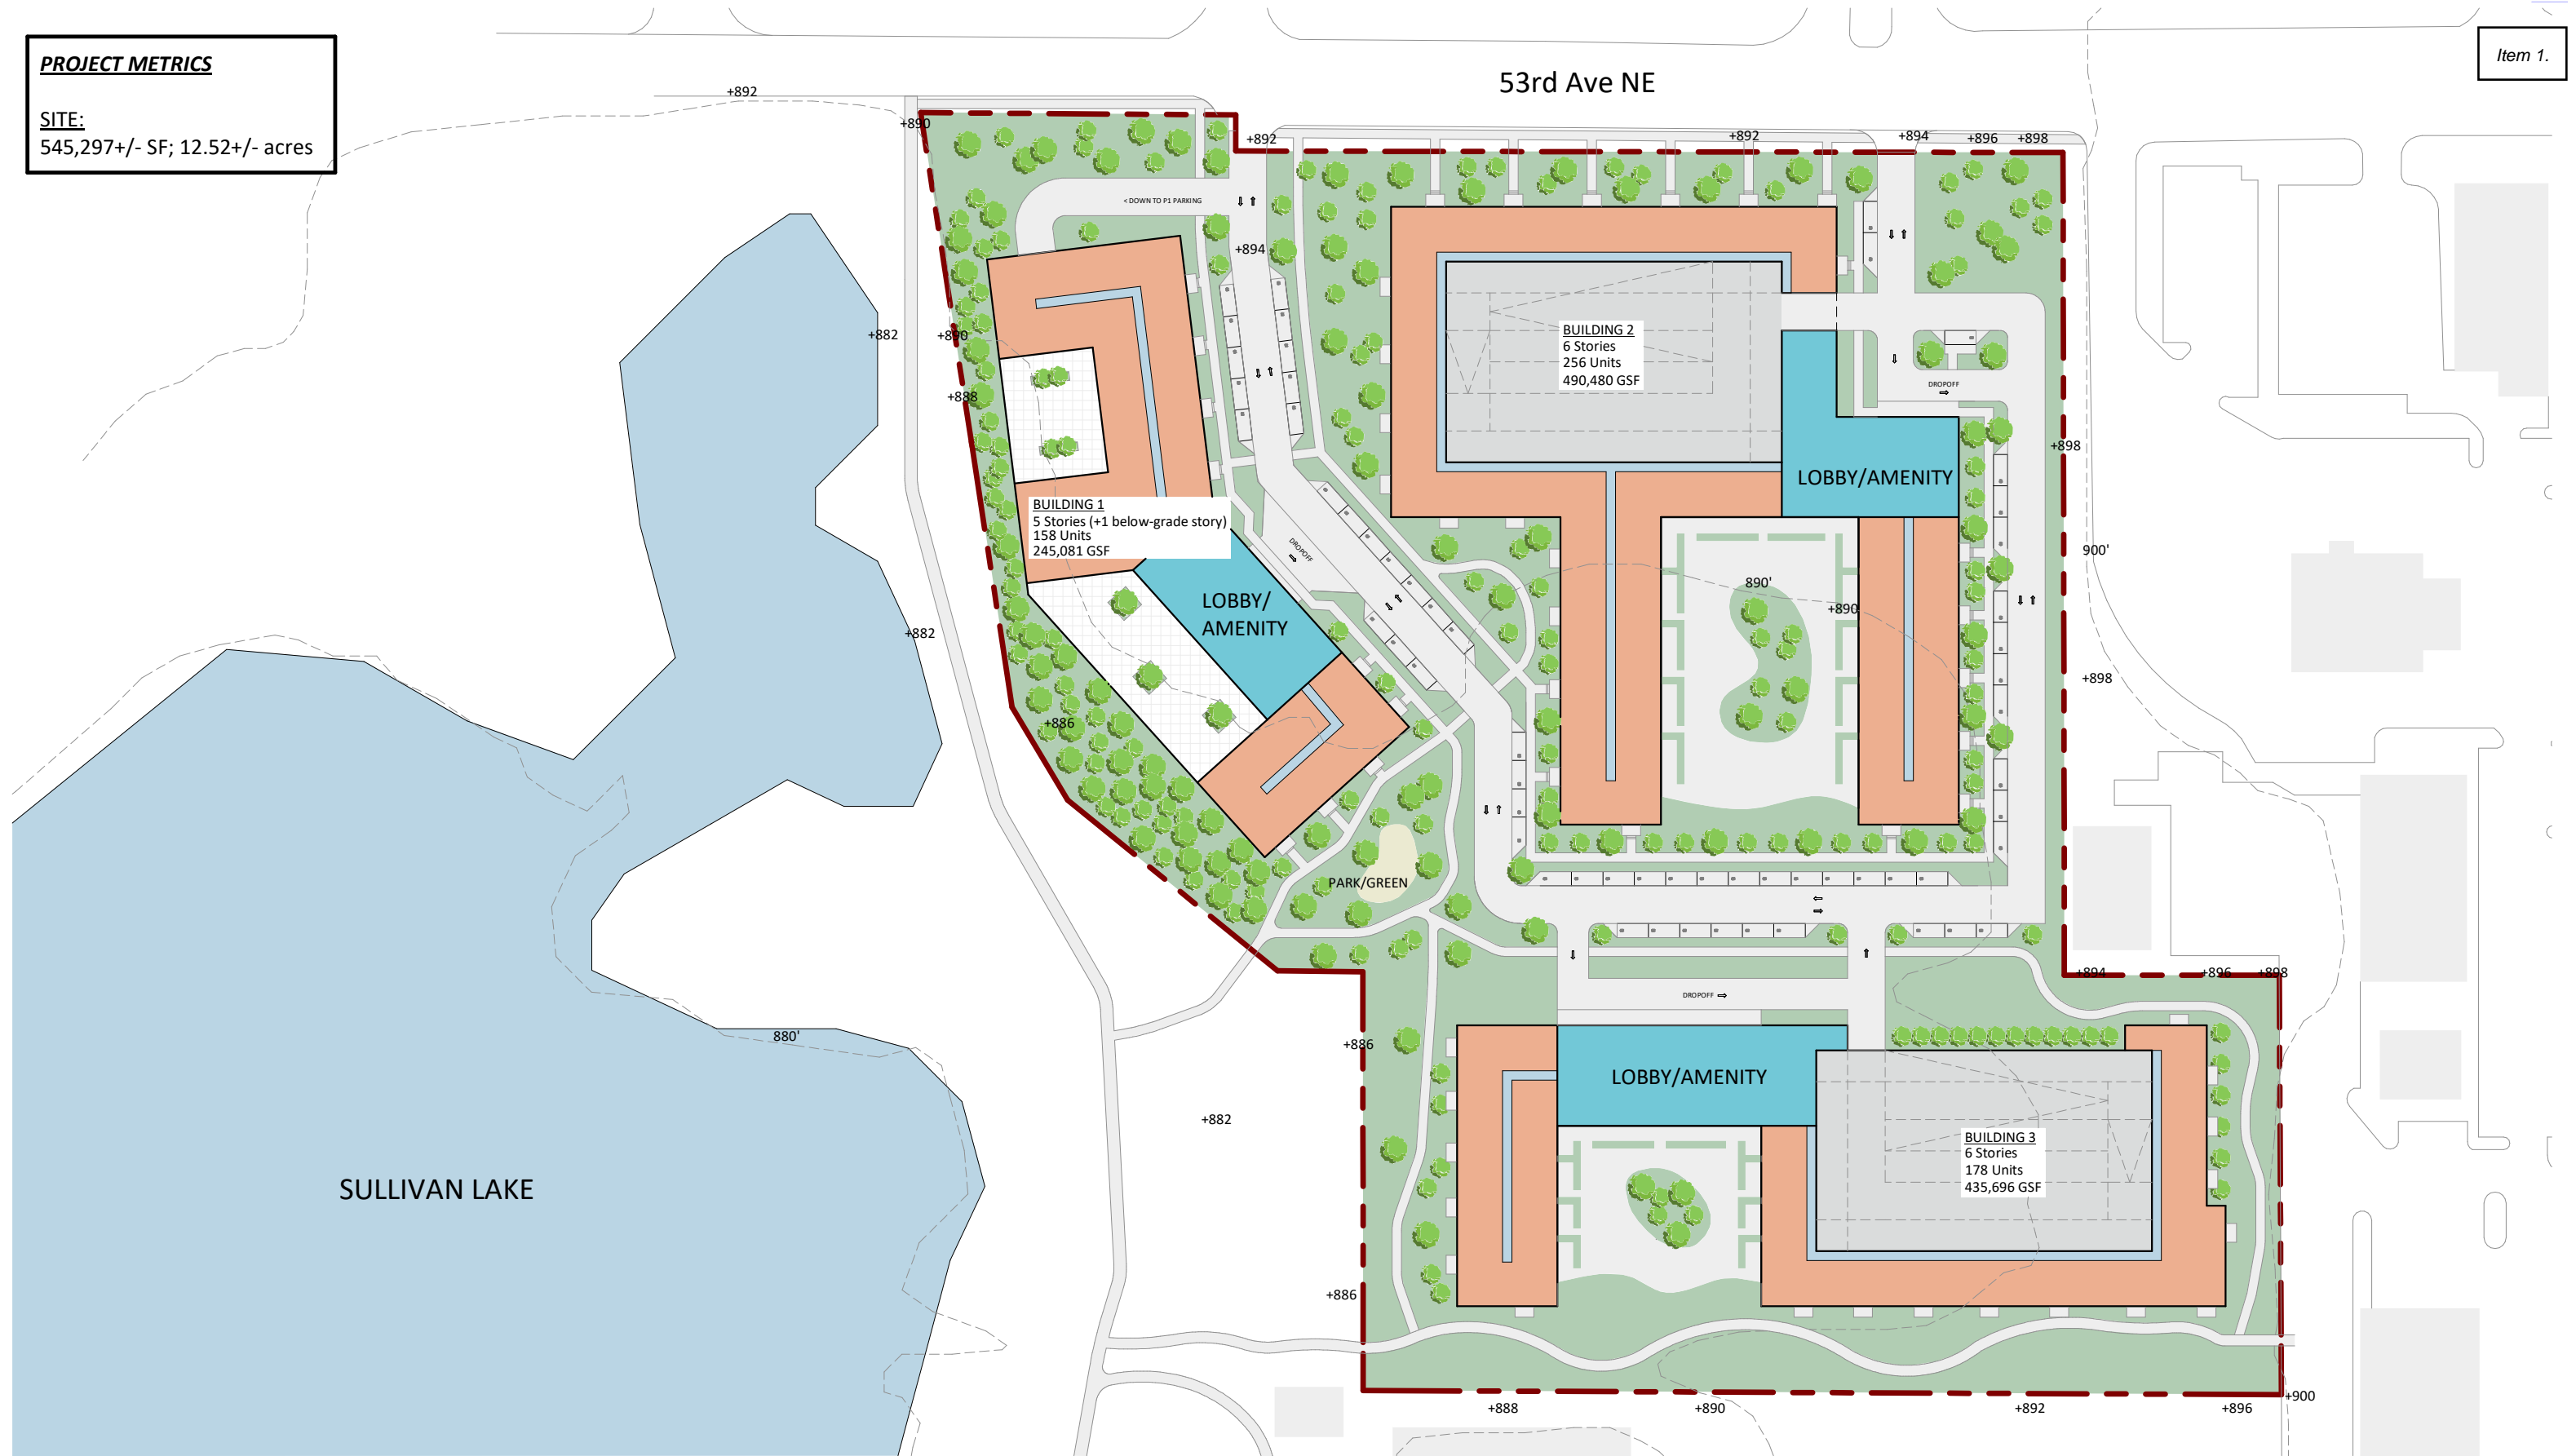 PROJECT METRICS
SITE:
545,297+/- SF; 12.52+/- acres
Item 1.
53rd Ave NE
+892
+890
+892
+892
+894
+896
+898
< DOWN TO P1 PARKING
+894
+882
+890
+888
BUILDING 2
6 Stories
256 Units
490,480 GSF
DROPOFF
+898
LOBBY/AMENITY
BUILDING 1
5 Stories (+1 below-grade story)
158 Units
245,081 GSF
DROPOFF
900'
890'
+890
LOBBY/
AMENITY
+882
+898
+886
PARK/GREEN
+894
+896
+898
DROPOFF
880'
+886
LOBBY/AMENITY
+882
BUILDING 3
6 Stories
178 Units
435,696 GSF
SULLIVAN LAKE
+886
+900
+888
+890
+892
+896